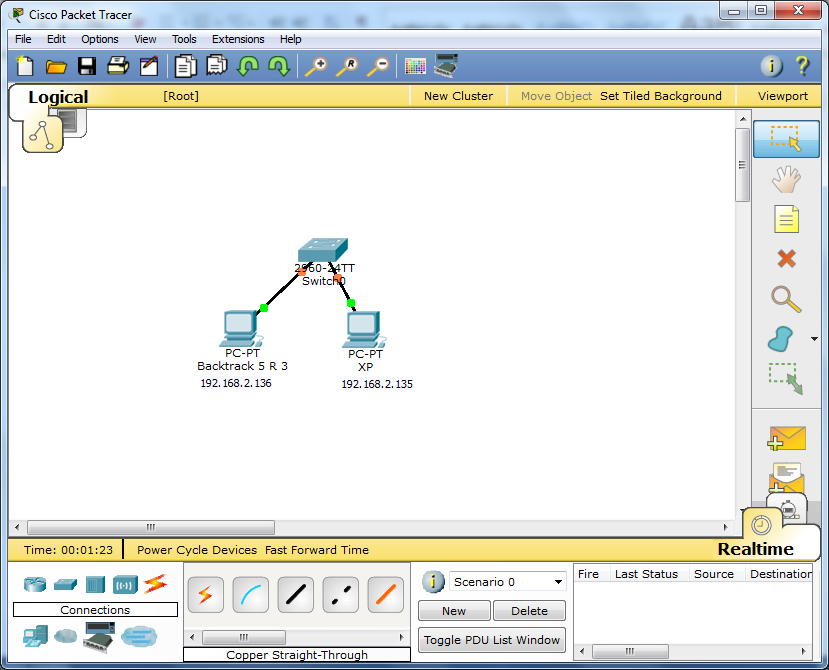 Cisco Packet Tracer
File Edit Options View Tools Extensions Help
Logical [Root] New Cluster Move Object Set Tiled Background Viewport
2960-24TT
Switch0
PC-PT
Backtrack 5 R 3
192.168.2.136
PC-PT
XP
192.168.2.135
Time: 00:01:23 Power Cycle Devices Fast Forward Time Realtime
Connections
Copper Straight-Through
Scenario 0
New Delete
Toggle PDU List Window
Fire Last Status Source Destination